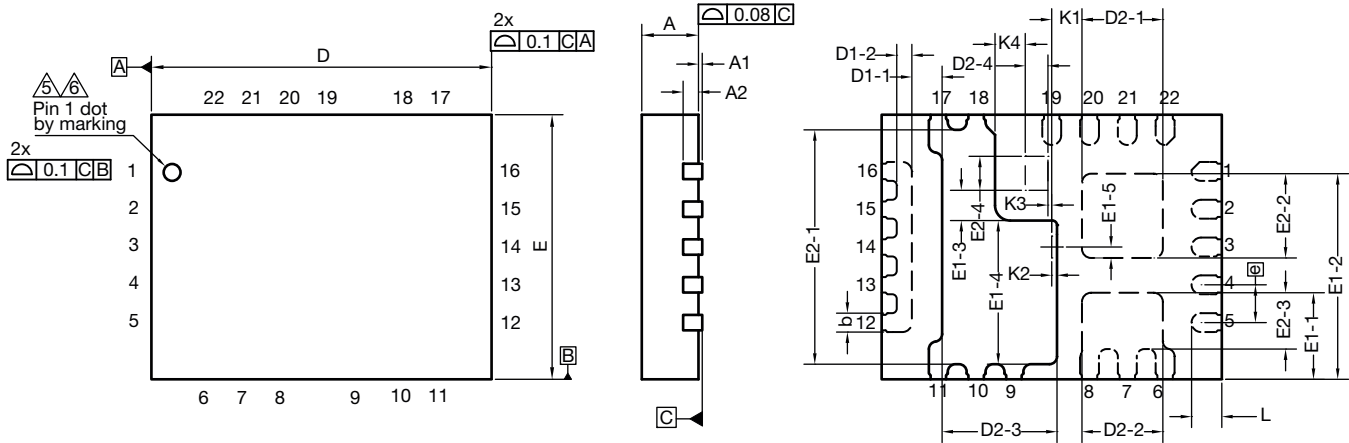 2x
0.1 C A
D
A
5 6
Pin 1 dot
by marking
2x
0.1 C B
22 21 20 19 18 17
1
2
3
4
5
16
15
14
13
12
E
B
6 7 8 9 10 11
0.08 C
A
A1
A2
C
K1 D2-1
K4
D1-2
D2-4
D1-1
17 18 19 20 21 22
16
15
14
13
12
1
2
3
4
5
E2-1
E1-3
E2-4
K3
E1-5
E2-2
E1-4
K2
e
E1-2
b
E2-3
E1-1
11 10 9 8 7 6
L
D2-3
D2-2